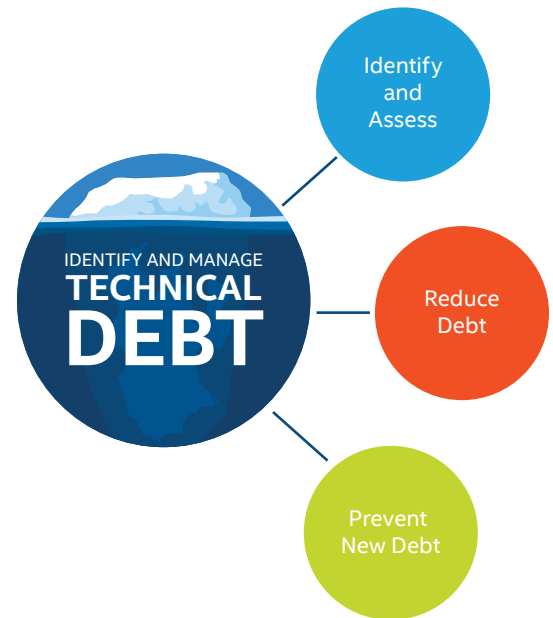 Identify
and
Assess
IDENTIFY AND MANAGE
TECHNICAL
DEBT
Reduce
Debt
Prevent
New Debt